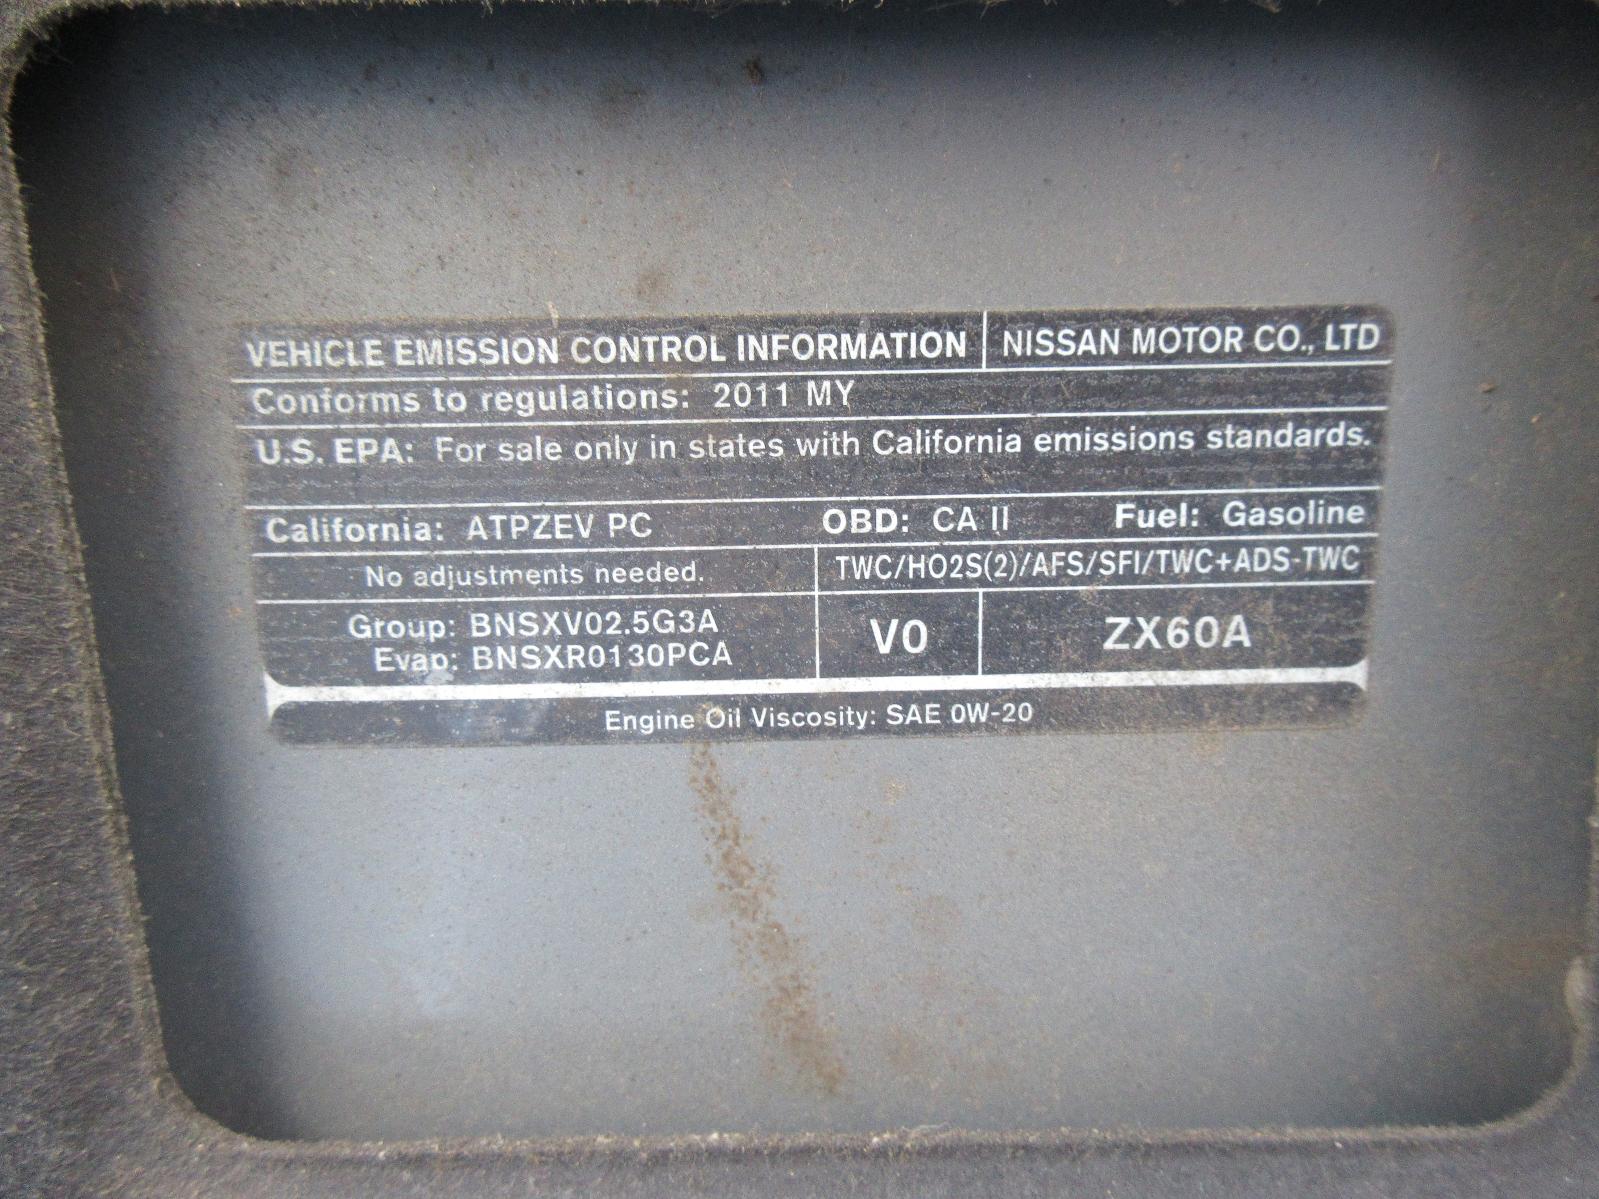 VEHICLE EMISSION CONTROL INFORMATION NISSAN MOTOR CO., LTD
Conforms to regulations: 2011 MY
U.S. EPA: For sale only in states with California emissions standards.
California: ATPZEV PC OBD: CA II Fuel: Gasoline
No adjustments needed. TWC/HO2S(2)/AFS/SFI/TWC+ADS-TWC
Group: BNSXV02.5G3A
Evap: BNSXR0130PCA
V0
ZX60A
Engine Oil Viscosity: SAE 0W-20